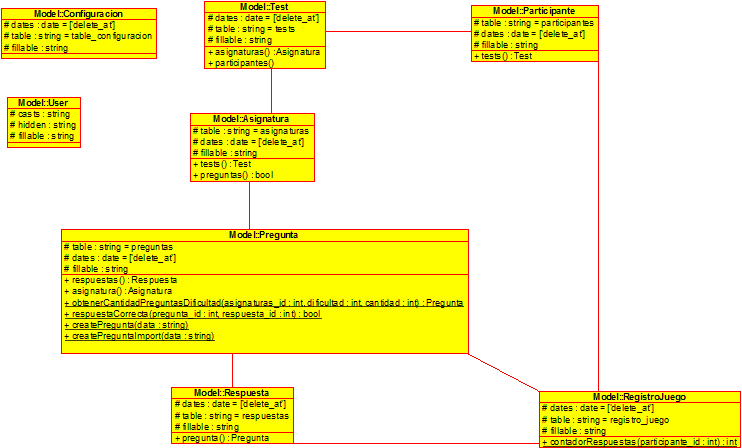 Model::Configuracion
# dates : date = ['delete_at']
# table : string = table_configuracion
# fillable : string
Model::Test
# dates : date = ['delete_at']
# table : string = tests
# fillable : string
+ asignaturas() : Asignatura
+ participantes()
Model::Participante
# table : string = participantes
# dates : date = ['delete_at']
# fillable : string
+ tests() : Test
Model::User
# casts : string
# hidden : string
# fillable : string
Model::Asignatura
# table : string = asignaturas
# dates : date = ['delete_at']
# fillable : string
+ tests() : Test
+ preguntas() : bool
Model::Pregunta
# table : string = preguntas
# dates : date = ['delete_at']
# fillable : string
+ respuestas() : Respuesta
+ asignatura() : Asignatura
+ obtenerCantidadPreguntasDificultad(asignaturas_id : int, dificultad : int, cantidad : int) : Pregunta
+ respuestaCorrecta(pregunta_id : int, respuesta_id : int) : bool
+ createPregunta(data : string)
+ createPreguntaImport(data : string)
Model::Respuesta
# dates : date = ['delete_at']
# table : string = respuestas
# fillable : string
+ pregunta() : Pregunta
Model::RegistroJuego
# dates : date = ['delete_at']
# table : string = registro_juego
# fillable : string
+ contadorRespuestas(participante_id : int) : int